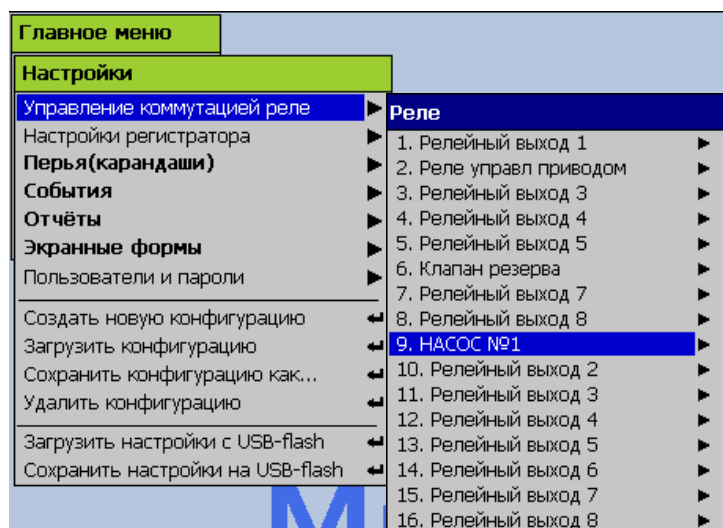 Главное меню
Настройки
Управление коммутацией реле
Настройки регистратора
Перья(карандаши)
События
Отчёты
Экранные формы
Пользователи и пароли
Создать новую конфигурацию
Загрузить конфигурацию
Сохранить конфигурацию как...
Удалить конфигурацию
Загрузить настройки с USB-flash
Сохранить настройки на USB-flash
Реле
1. Релейный выход 1
2. Реле управл приводом
3. Релейный выход 3
4. Релейный выход 4
5. Релейный выход 5
6. Клапан резерва
7. Релейный выход 7
8. Релейный выход 8
9. НАСОС №1
10. Релейный выход 2
11. Релейный выход 3
12. Релейный выход 4
13. Релейный выход 5
14. Релейный выход 6
15. Релейный выход 7
16. Релейный выход 8